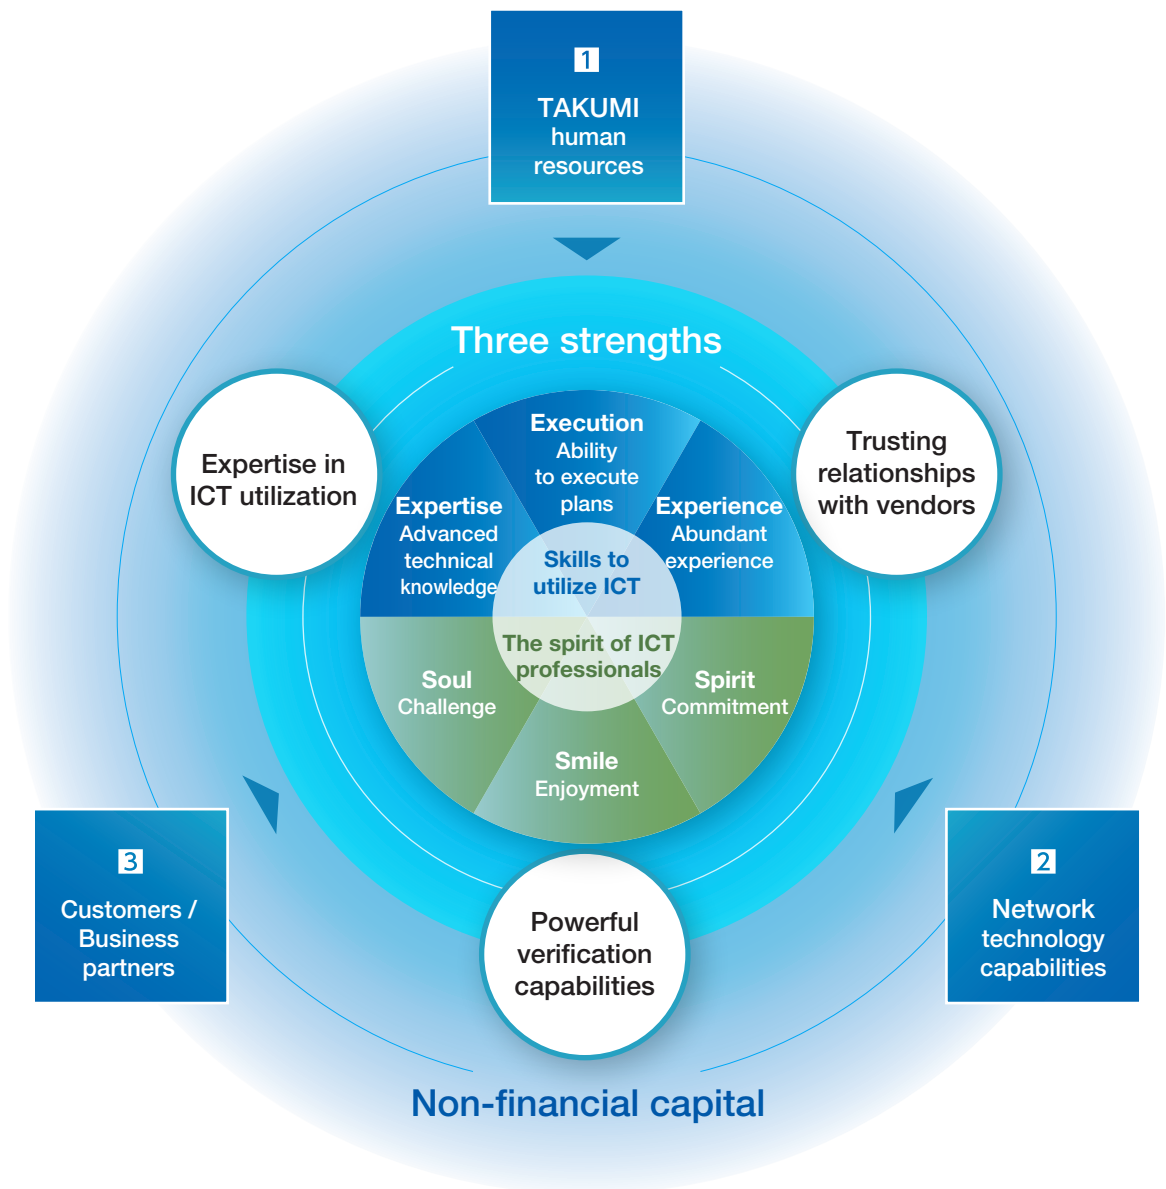 1
TAKUMI
human
resources
Three strengths
Expertise in
ICT utilization
Trusting
relationships
with vendors
Execution
Ability
to execute
plans
Expertise
Advanced
technical
knowledge
Experience
Abundant
experience
Skills to
utilize ICT
The spirit of ICT
professionals
Soul
Challenge
Spirit
Commitment
Smile
Enjoyment
3
Customers /
Business
partners
2
Network
technology
capabilities
Powerful
verification
capabilities
Non-financial capital